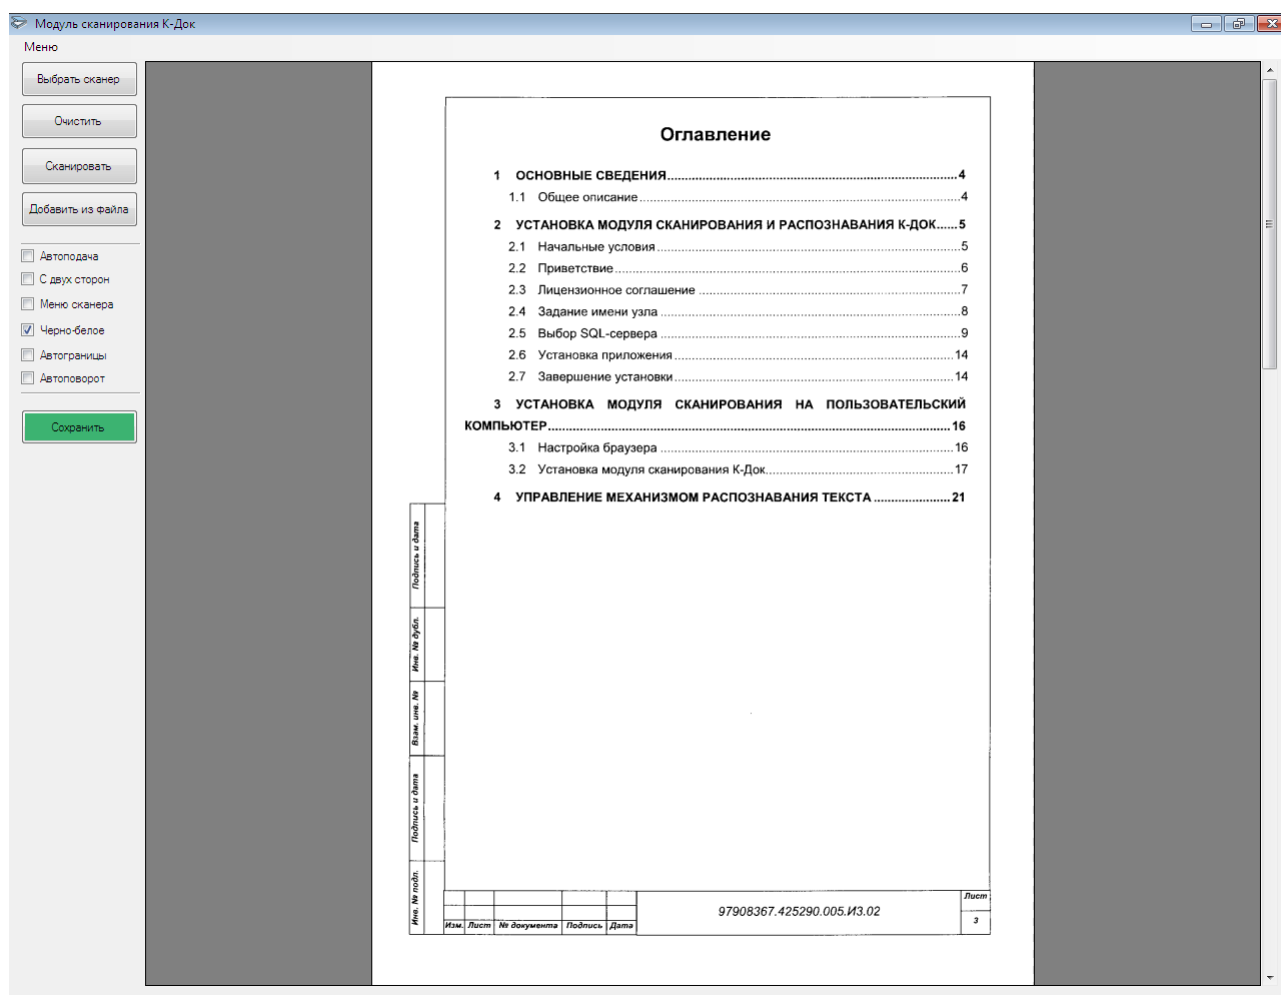 Модуль сканирования К-Док
Меню
Выбрать сканер
Очистить
Сканировать
Добавить из файла
Автоподача
С двух сторон
Меню сканера
Черно-белое
Автограницы
Автоповорот
Сохранить
Оглавление
1 ОСНОВНЫЕ СВЕДЕНИЯ 4
1.1 Общее описание 4
2 УСТАНОВКА МОДУЛЯ СКАНИРОВАНИЯ И РАСПОЗНАВАНИЯ К-ДОК 5
2.1 Начальные условия 5
2.2 Приветствие 6
2.3 Лицензионное соглашение 7
2.4 Задание имени узла 8
2.5 Выбор SQL-сервера 9
2.6 Установка приложения 14
2.7 Завершение установки 14
3 УСТАНОВКА МОДУЛЯ СКАНИРОВАНИЯ НА ПОЛЬЗОВАТЕЛЬСКИЙ
КОМПЬЮТЕР 16
3.1 Настройка браузера 16
3.2 Установка модуля сканирования К-Док 17
4 УПРАВЛЕНИЕ МЕХАНИЗМОМ РАСПОЗНАВАНИЯ ТЕКСТА 21
Подпись и дата
Инв. № дубл.
Взам. инв. №
Подпись и дата
Инв. № подл.
Изм. Лист № документа Подпись Дата
97908367.425290.005.ИЗ.02
Лист
3